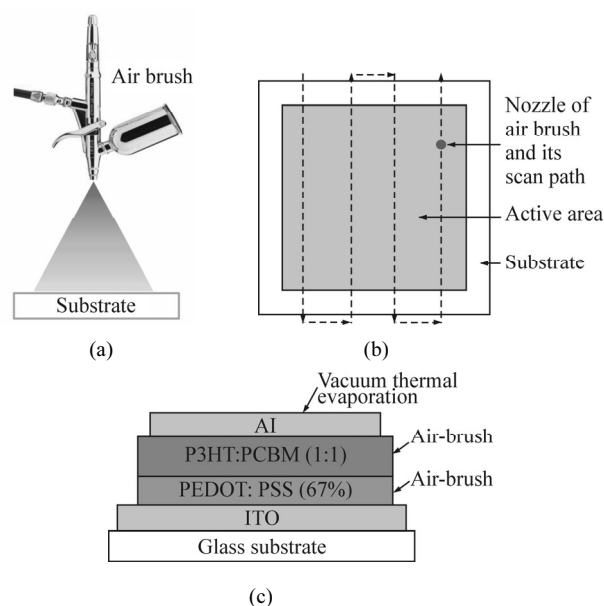 Air brush
Substrate
(a)
Nozzle of
air brush
and its
scan path
Active area
Substrate
(b)
Vacuum thermal
evaporation
AI
P3HT:PCBM (1:1)
Air-brush
PEDOT: PSS (67%)
Air-brush
ITO
Glass substrate
(c)